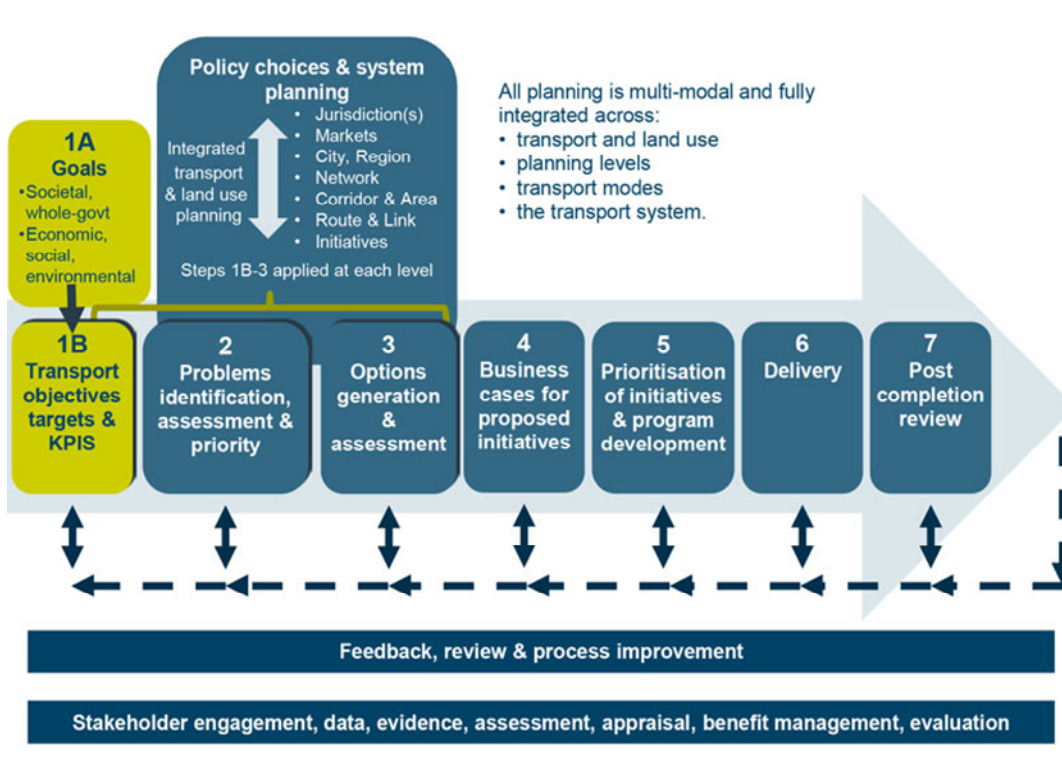 Policy choices & system
planning
Integrated
transport
& land use
planning
• Jurisdiction(s)
• Markets
• City, Region
• Network
• Corridor & Area
• Route & Link
• Initiatives
Steps 1B-3 applied at each level
All planning is multi-modal and fully
integrated across:
• transport and land use
• planning levels
• transport modes
• the transport system.
1A
Goals
•Societal,
whole-govt
•Economic,
social,
environmental
1B
Transport
objectives
targets &
KPIS
2
Problems
identification,
assessment &
priority
3
Options
generation
&
assessment
4
Business
cases for
proposed
initiatives
5
Prioritisation
of initiatives
& program
development
6
Delivery
7
Post
completion
review
Feedback, review & process improvement
Stakeholder engagement, data, evidence, assessment, appraisal, benefit management, evaluation